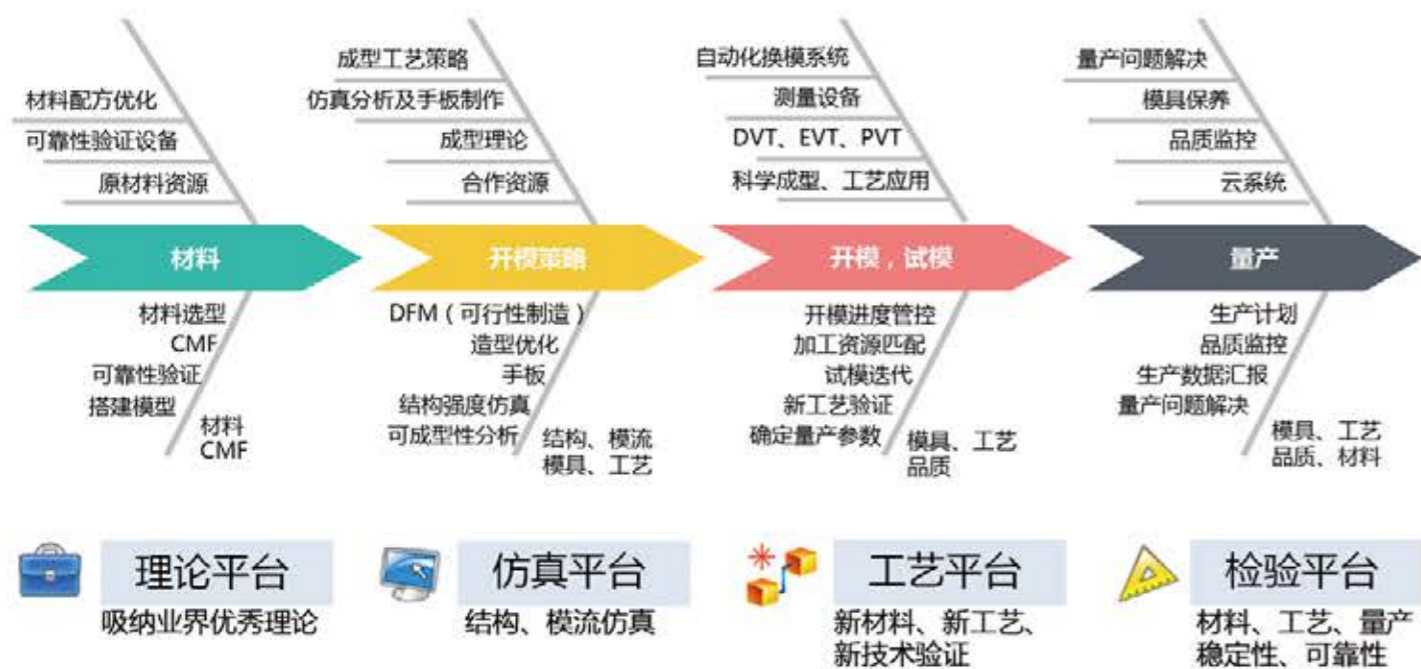 成型工艺策略
自动化换模系统
量产问题解决
材料配方优化
仿真分析及手板制作
测量设备
模具保养
可靠性验证设备
成型理论
DVT、EVT、PVT
品质监控
原材料资源
合作资源
科学成型、工艺应用
云系统
材料
开模策略
开模，试模
量产
材料选型
CMF
可靠性验证
搭建模型
材料
CMF
DFM（可行性制造）
造型优化
手板
结构强度仿真
可成型性分析
结构、模流
模具、工艺
开模进度管控
加工资源匹配
试模迭代
新工艺验证
确定量产参数
模具、工艺
品质
生产计划
品质监控
生产数据汇报
量产问题解决
模具、工艺
品质、材料
理论平台
吸纳业界优秀理论
仿真平台
结构、模流仿真
工艺平台
新材料、新工艺、
新技术验证
检验平台
材料、工艺、量产
稳定性、可靠性